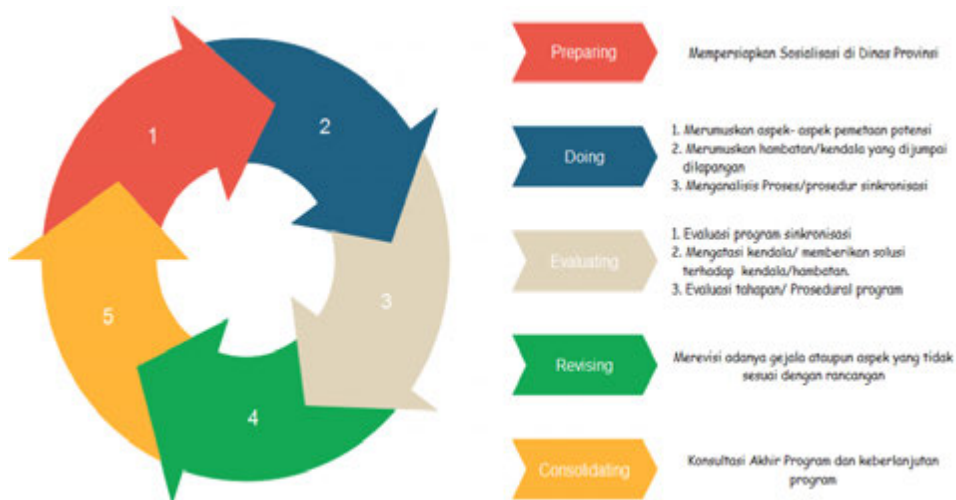 1
2
3
4
5
Preparing
Mempersiapkan Sosialisasi di Dinas Provinsi
Doing
1. Merumuskan aspek- aspek pemetaan potensi
2. Merumuskan hambatan/kendala yang dijumpai
dilapangan
3. Menganalisis Proses/prosedur sinkronisasi
Evaluating
1. Evaluasi program sinkronisasi
2. Mengatasi kendala/ memberikan solusi
terhadap kendala/hambatan.
3. Evaluasi tahapan/ Prosedural program
Revising
Merevisi adanya gejala ataupun aspek yang tidak
sesuai dengan rancangan
Consolidating
Konsultasi Akhir Program dan keberlanjutan
program